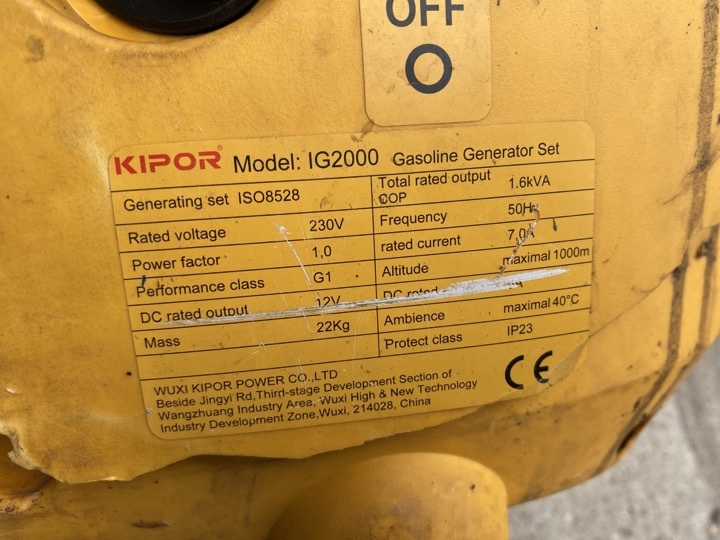 OFF
KIPOR® Model: IG2000 Gasoline Generator Set
Generating set ISO8528
Rated voltage 230V
Power factor 1,0
Performance class G1
DC rated output 12V
Mass 22Kg
Total rated output 1.6kVA
COP
Frequency 50Hz
rated current 7,0A
Altitude maximal 1000m
DC rated
Ambience maximal 40°C
Protect class IP23
WUXI KIPOR POWER CO.,LTD
Beside Jingyi Rd,Third-stage Development Section of
Wangzhuang Industry Area, Wuxi High & New Technology
Industry Development Zone,Wuxi, 214028, China
CE